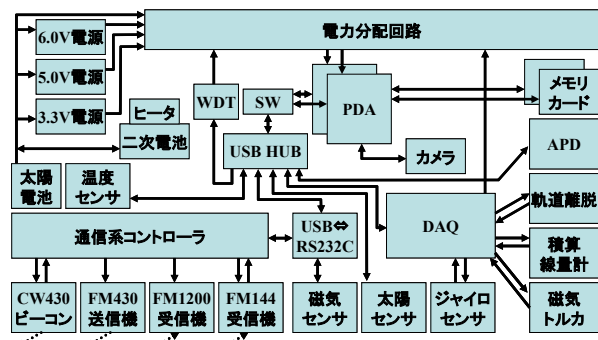 電力分配回路
6.0V電源
5.0V電源
3.3V電源
ヒータ
二次電池
WDT
SW
PDA
メモリ
カード
USB HUB
カメラ
APD
太陽
電池
温度
センサ
軌道離脱
DAQ
通信系コントローラ
USB⇔
RS232C
積算
線量計
CW430
ビーコン
FM430
送信機
FM1200
受信機
FM144
受信機
磁気
センサ
太陽
センサ
ジャイロ
センサ
磁気
トルカ